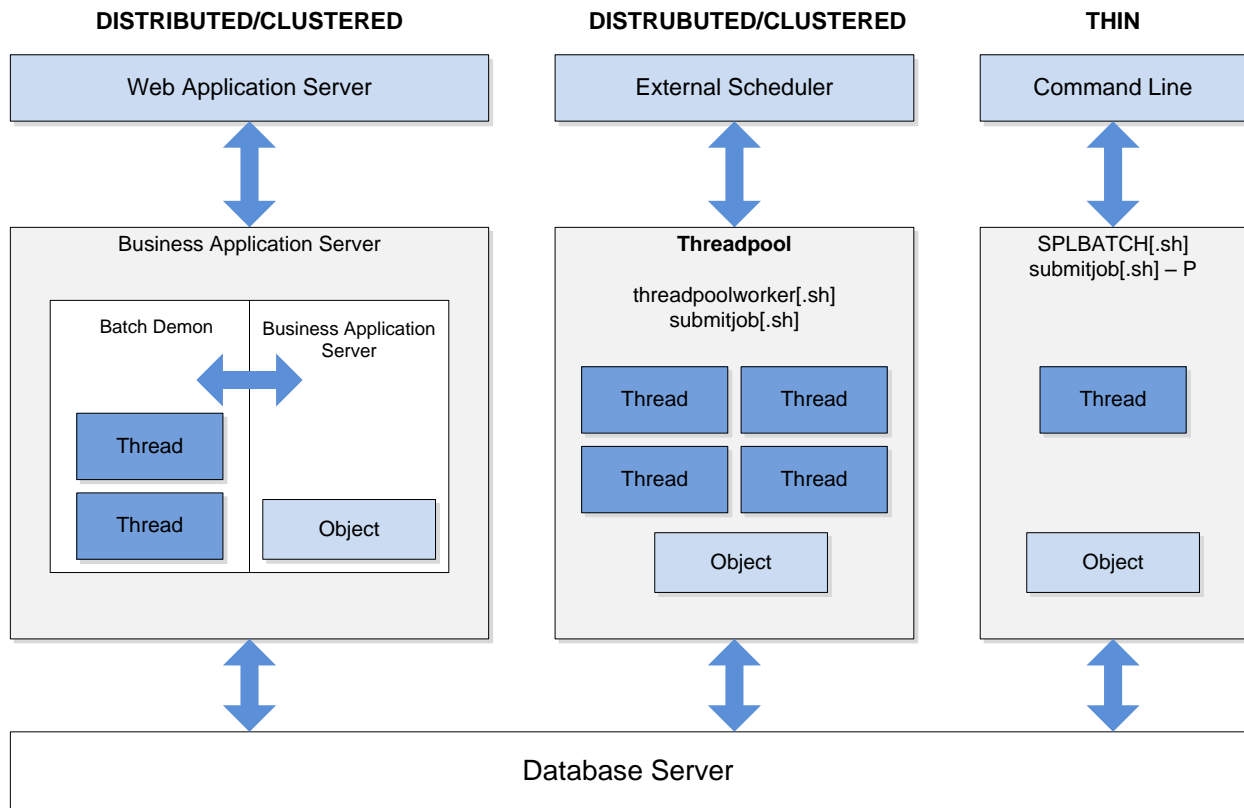 DISTRIBUTED/CLUSTERED
DISTRUBUTED/CLUSTERED
THIN
Web Application Server
External Scheduler
Command Line
Business Application Server
Batch Demon
Business Application
Server
Thread
Thread
Object
Threadpool
threadpoolworker[.sh]
submitjob[.sh]
Thread
Thread
Thread
Thread
Object
SPLBATCH[.sh]
submitjob[.sh] – P
Thread
Object
Database Server